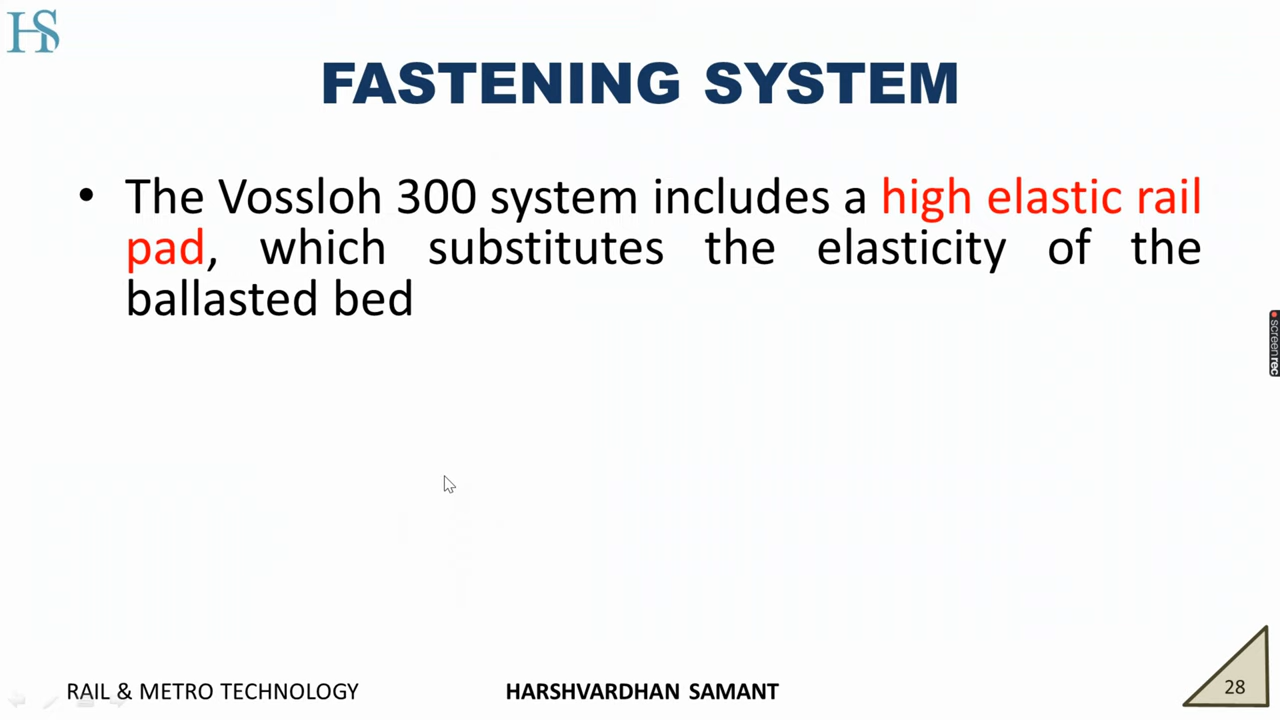 HS
FASTENING SYSTEM
• The Vossloh 300 system includes a high elastic rail
pad, which substitutes the elasticity of the
ballasted bed
screenrec
RAIL & METRO TECHNOLOGY
HARSHVARDHAN SAMANT
28